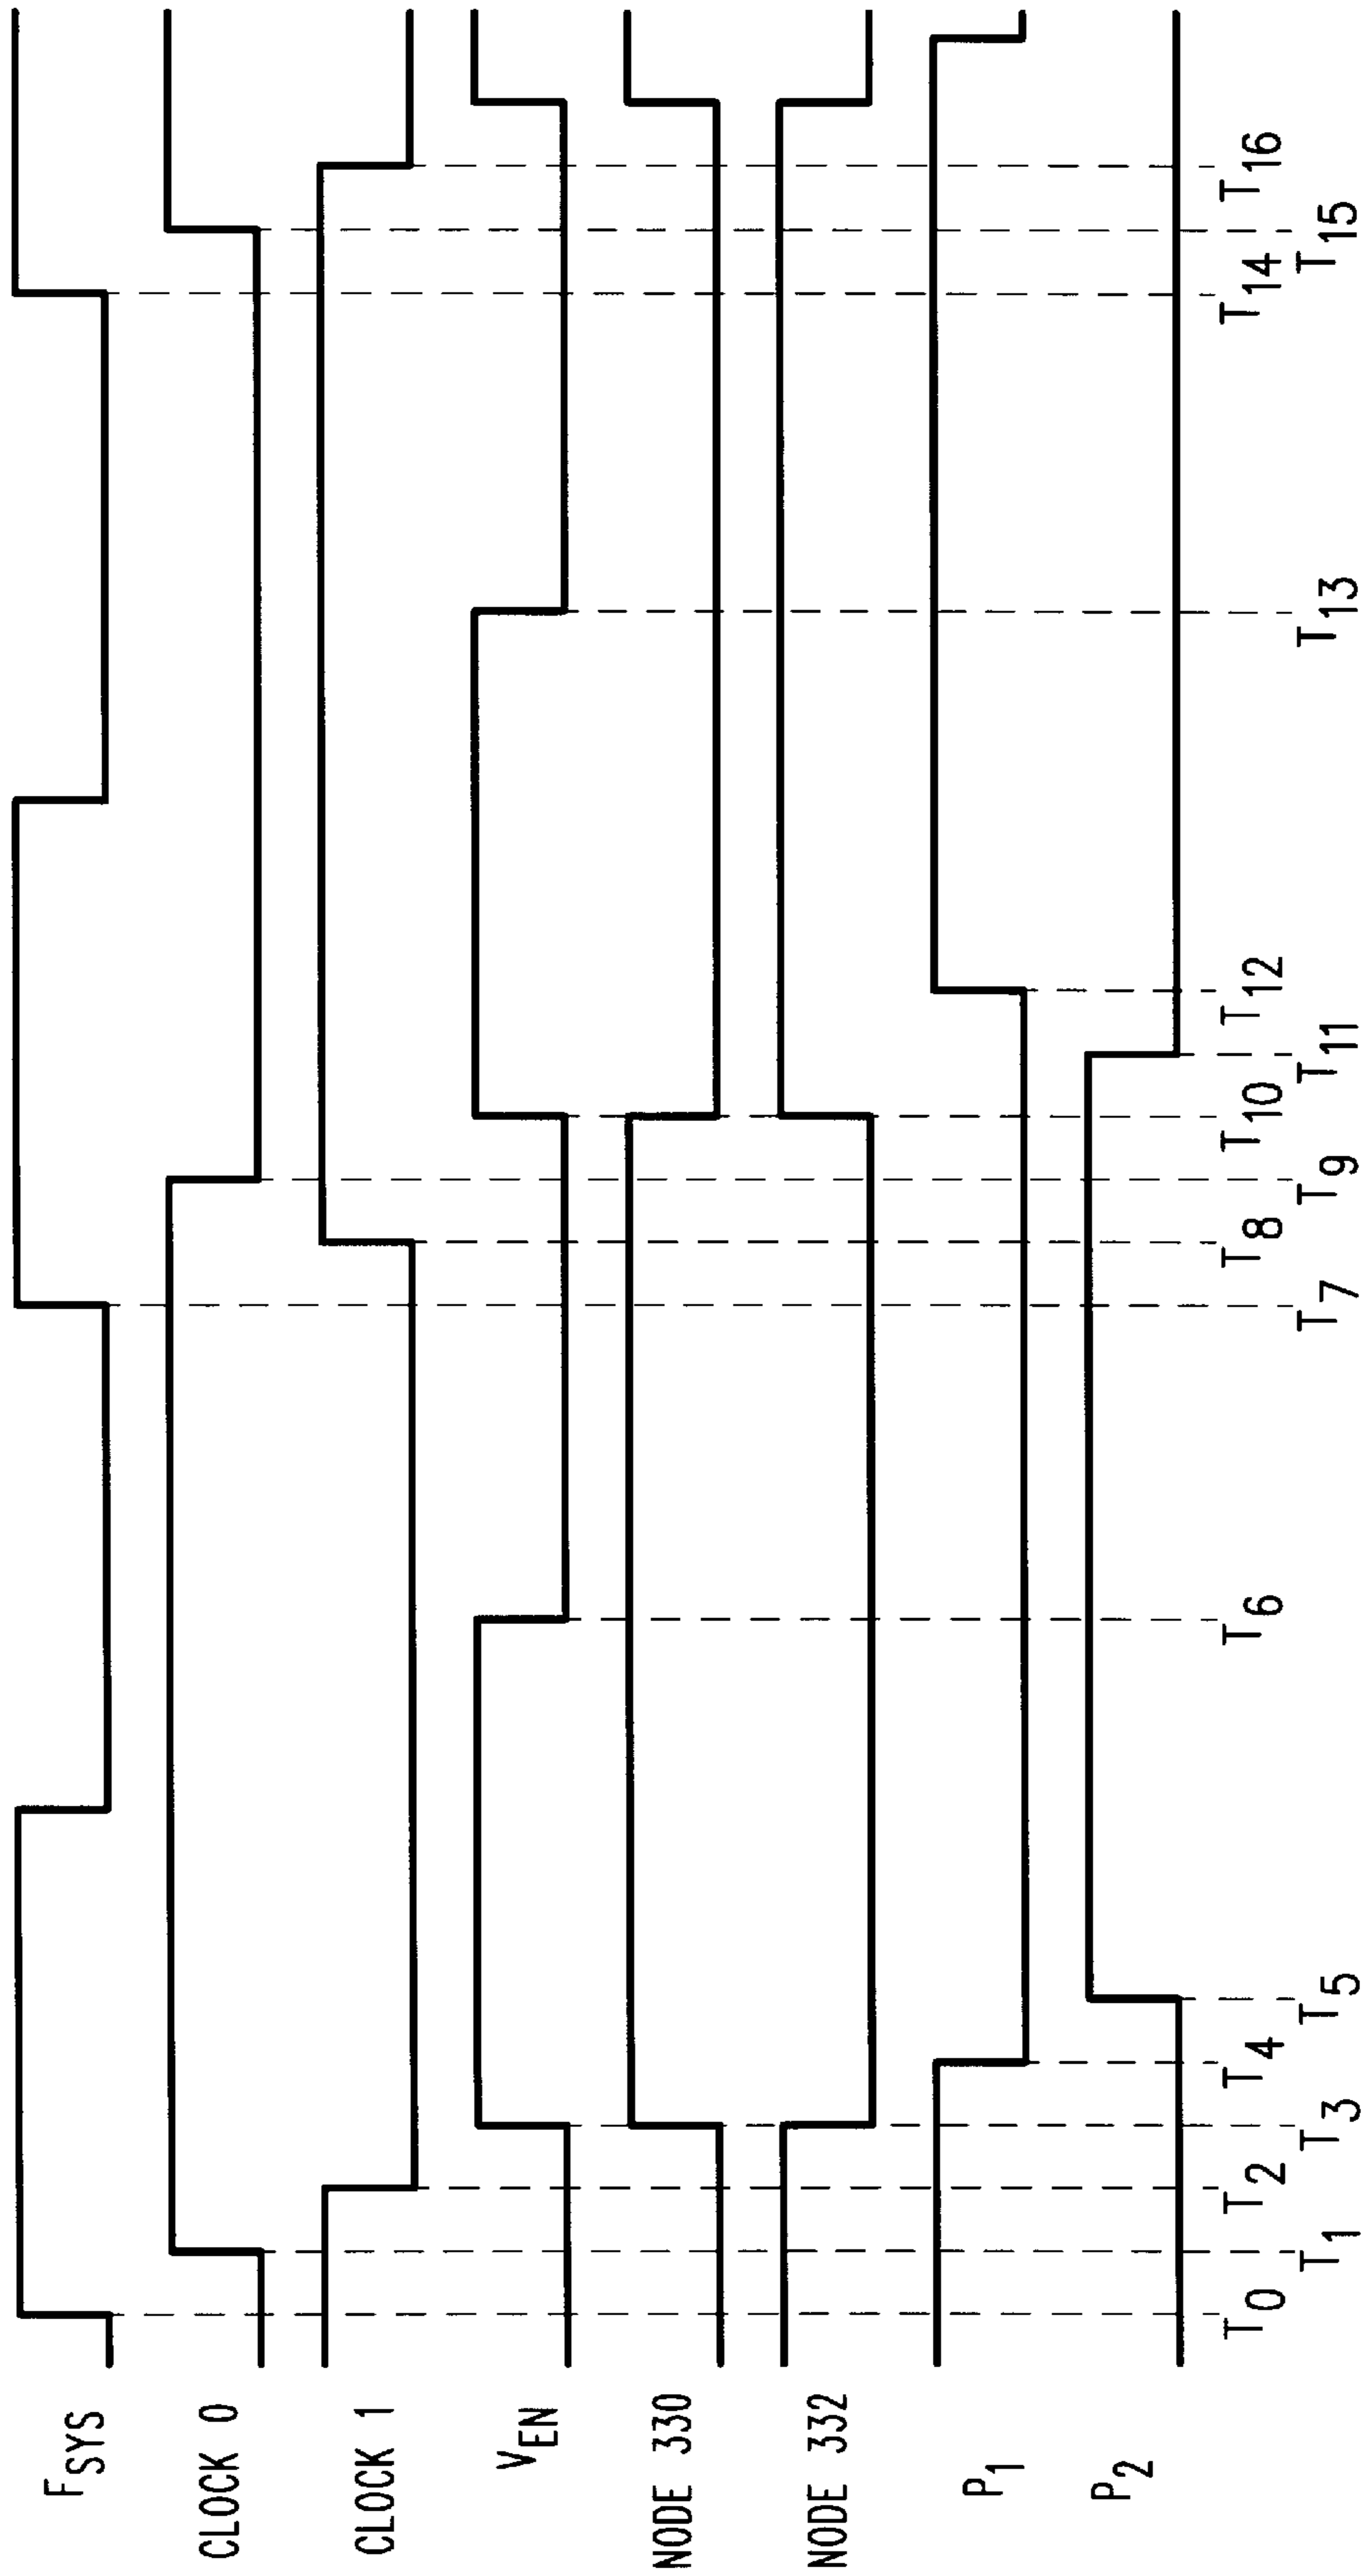 F_SYS
CLOCK 0
CLOCK 1
V_EN
NODE 330
NODE 332
P_1
P_2
T_0
T_1
T_2
T_3
T_4
T_5
T_6
T_7
T_8
T_9
T_10
T_11
T_12
T_13
T_14
T_15
T_16